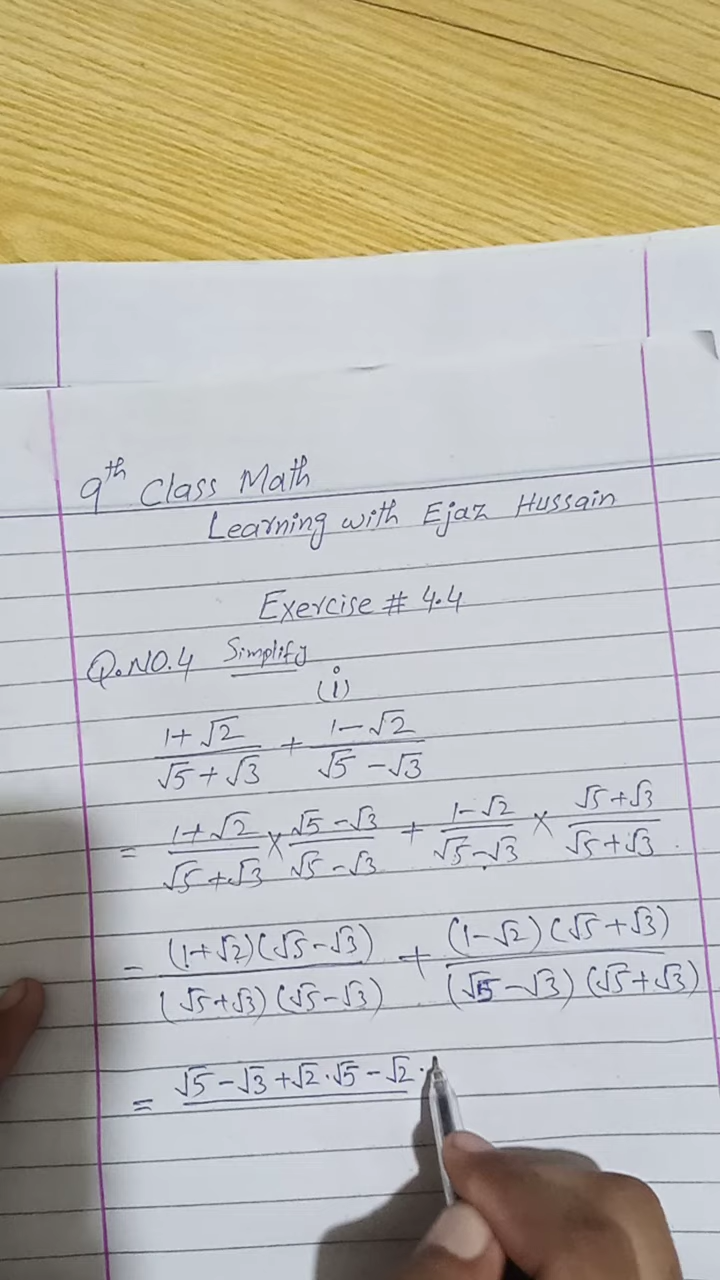 9th Class Math
Learning with Ejaz Hussain
Exercise # 4.4
Q.NO.4 Simplify
(i)
1+√2/√5+√3 + 1-√2/√5-√3
= 1+√2/√5+√3 × √5-√3/√5-√3 + 1-√2/√5-√3 × √5+√3/√5+√3
= (1+√2)(√5-√3)/(√5+√3)(√5-√3) + (1-√2)(√5+√3)/(√5-√3)(√5+√3)
= √5-√3+√2·√5-√2·